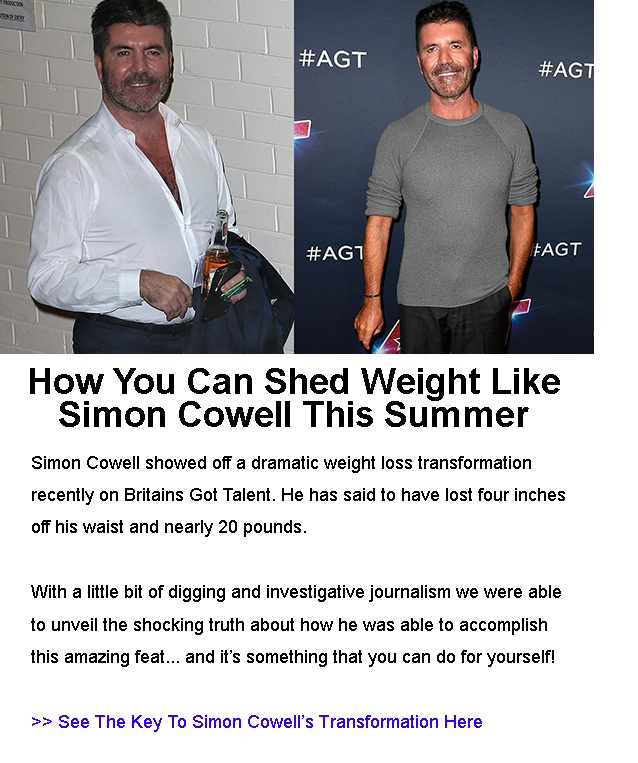 Y PRODUCTION
#AGT
#AGT
#AGT
#AGT
How You Can Shed Weight Like
Simon Cowell This Summer
Simon Cowell showed off a dramatic weight loss transformation
recently on Britains Got Talent. He has said to have lost four inches
off his waist and nearly 20 pounds.
With a little bit of digging and investigative journalism we were able
to unveil the shocking truth about how he was able to accomplish
this amazing feat... and it's something that you can do for yourself!
>> See The Key To Simon Cowell's Transformation Here